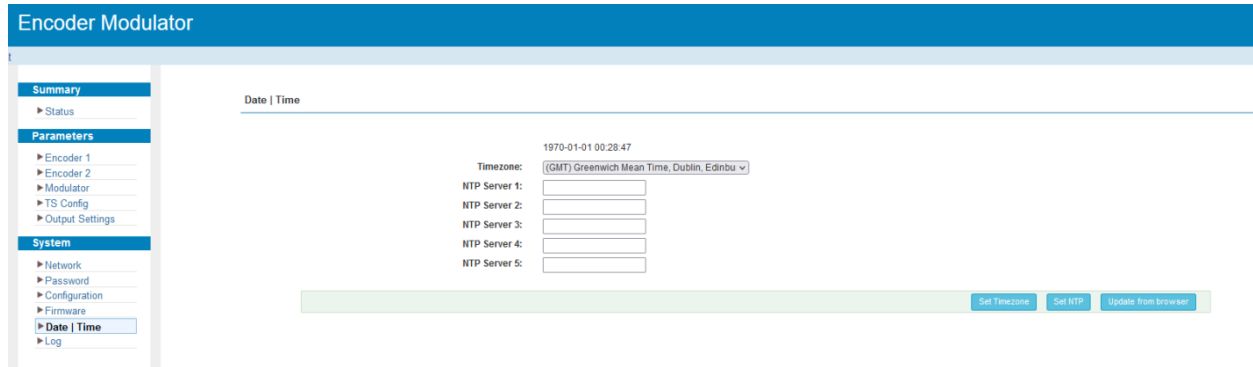 Encoder Modulator
t
Summary
Status
Parameters
Encoder 1
Encoder 2
Modulator
TS Config
Output Settings
System
Network
Password
Configuration
Firmware
Date | Time
Log
Date | Time
1970-01-01 00:28:47
Timezone: (GMT) Greenwich Mean Time, Dublin, Edinbu
NTP Server 1:
NTP Server 2:
NTP Server 3:
NTP Server 4:
NTP Server 5:
Set Timezone Set NTP Update from browser